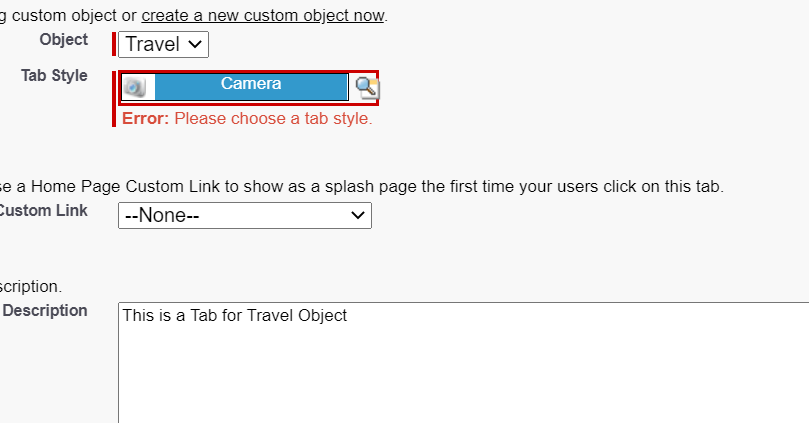 g custom object or create a new custom object now.
Object Travel
Tab Style Camera
Error: Please choose a tab style.
se a Home Page Custom Link to show as a splash page the first time your users click on this tab.
Custom Link --None--
scription.
Description This is a Tab for Travel Object